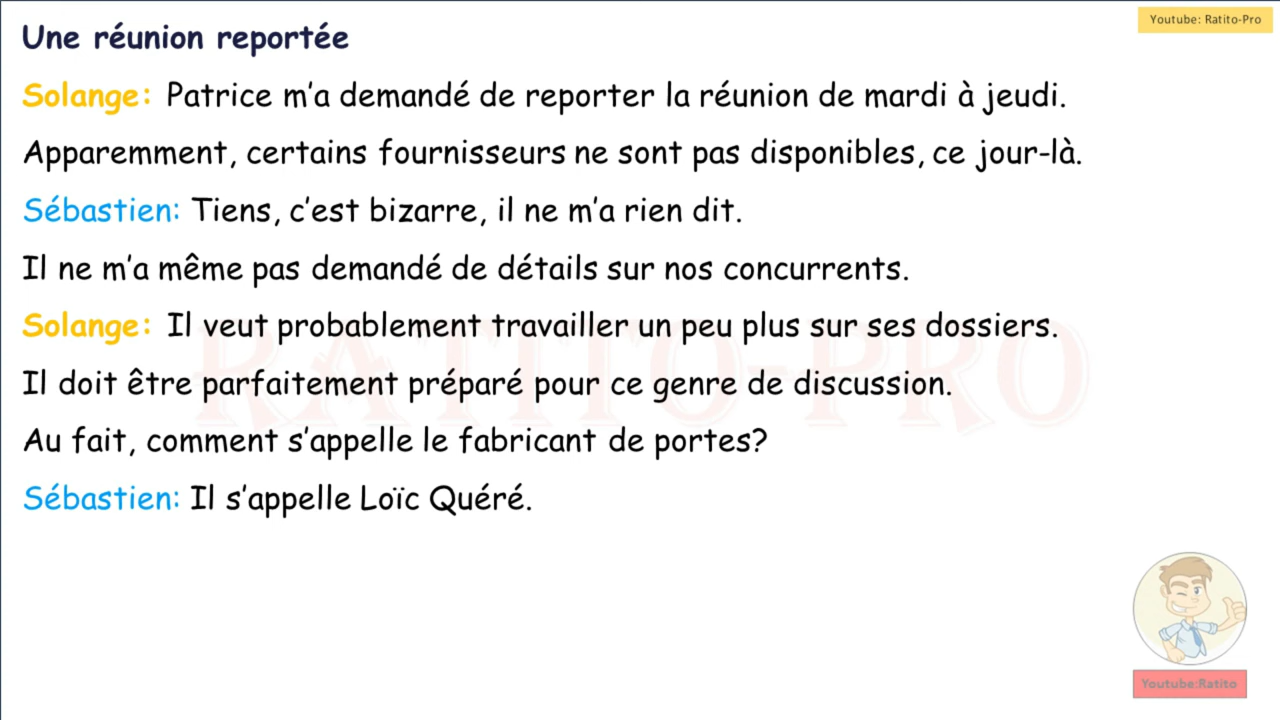 Une réunion reportée
Youtube: Ratito-Pro
Solange: Patrice m'a demandé de reporter la réunion de mardi à jeudi.
Apparemment, certains fournisseurs ne sont pas disponibles, ce jour-là.
Sébastien: Tiens, c'est bizarre, il ne m'a rien dit.
Il ne m'a même pas demandé de détails sur nos concurrents.
Solange: Il veut probablement travailler un peu plus sur ses dossiers.
RATITO-PRO
Il doit être parfaitement préparé pour ce genre de discussion.
Au fait, comment s'appelle le fabricant de portes?
Sébastien: Il s'appelle Loïc Quéré.
Youtube:Ratito